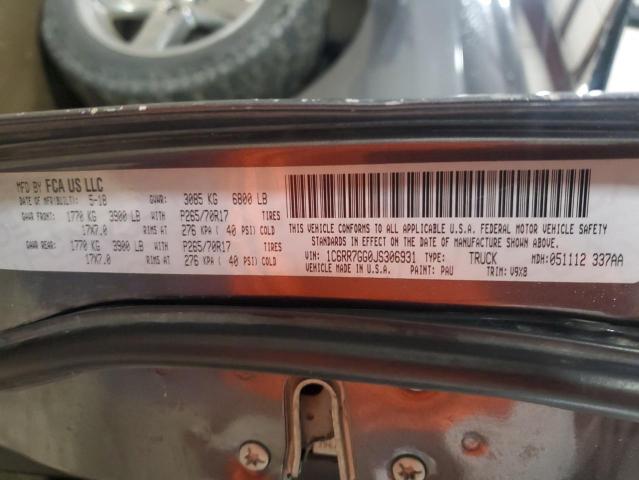 MFD BY FCA US LLC
DATE OF MFR(BUILT): 5-18 GVWR: 3085 KG 6800 LB
GAWR FRONT: 1770 KG 3900 LB WITH P265/70R17 TIRES
17X7.0 RIMS AT 276 KPA ( 40 PSI) COLD
GAWR REAR: 1770 KG 3900 LB WITH P265/70R17 TIRES
17X7.0 RIMS AT 276 KPA ( 40 PSI) COLD
THIS VEHICLE CONFORMS TO ALL APPLICABLE U.S.A. FEDERAL MOTOR VEHICLE SAFETY
STANDARDS IN EFFECT ON THE DATE OF MANUFACTURE SHOWN ABOVE.
VIN: 1C6RR7GG0JS306931 TYPE: TRUCK MDH: 051112 337AA
MADE IN U.S.A. PAINT: PAU TRIM: V9X8